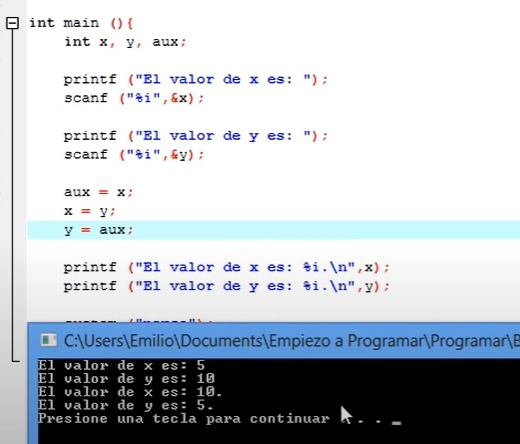 int main (){
int x, y, aux;
printf ("El valor de x es: ");
scanf ("%i",&x);
printf ("El valor de y es: ");
scanf ("%i",&y);
aux = x;
x = y;
y = aux;
printf ("El valor de x es: %i.\n",x);
printf ("El valor de y es: %i.\n",y);
C:\Users\Emilio\Documents\Empiezo a Programar\Programar\
El valor de x es: 5
El valor de y es: 10
El valor de x es: 10.
El valor de y es: 5.
Presione una tecla para continuar . . . _